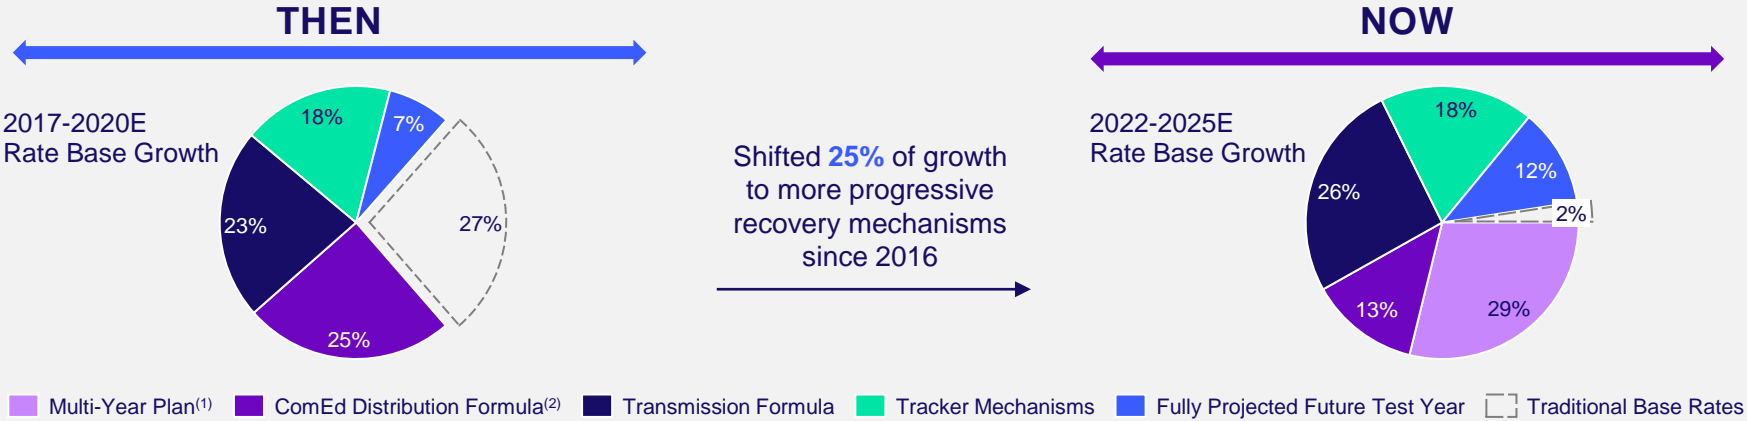 THEN
2017-2020E
Rate Base Growth
18%
7%
27%
23%
25%
Shifted 25% of growth
to more progressive
recovery mechanisms
since 2016
NOW
2022-2025E
Rate Base Growth
18%
12%
2%
26%
13%
29%
Multi-Year Plan(1)
ComEd Distribution Formula(2)
Transmission Formula
Tracker Mechanisms
Fully Projected Future Test Year
Traditional Base Rates